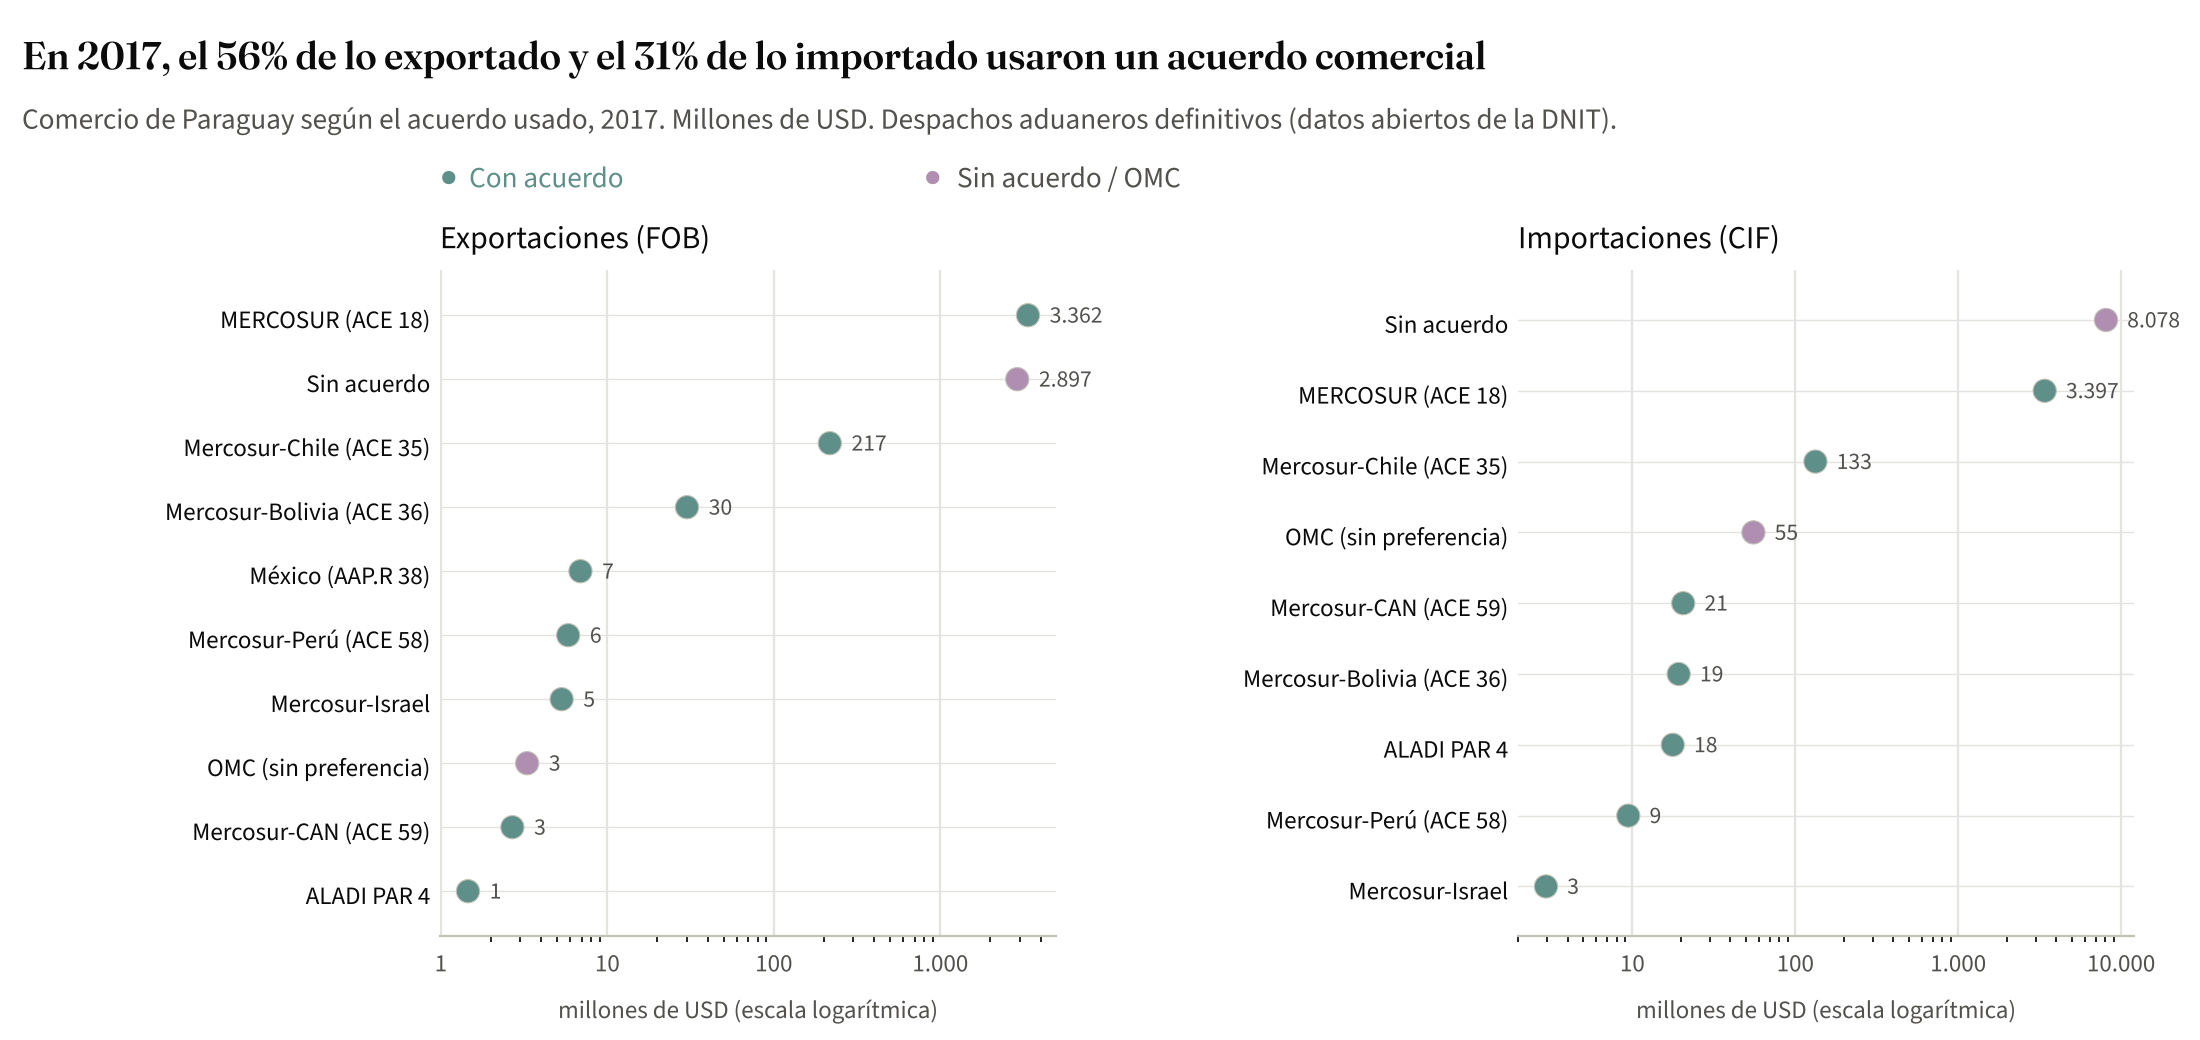 En 2017, el 56% de lo exportado y el 31% de lo importado usaron un acuerdo comercial
Comercio de Paraguay según el acuerdo usado, 2017. Millones de USD. Despachos aduaneros definitivos (datos abiertos de la DNIT).
Con acuerdo
Sin acuerdo / OMC
Exportaciones (FOB)
MERCOSUR (ACE 18) 3.362
Sin acuerdo 2.897
Mercosur-Chile (ACE 35) 217
Mercosur-Bolivia (ACE 36) 30
México (AAP.R 38) 7
Mercosur-Perú (ACE 58) 6
Mercosur-Israel 5
OMC (sin preferencia) 3
Mercosur-CAN (ACE 59) 3
ALADI PAR 4 1
1 10 100 1.000
millones de USD (escala logarítmica)
Importaciones (CIF)
Sin acuerdo 8.078
MERCOSUR (ACE 18) 3.397
Mercosur-Chile (ACE 35) 133
OMC (sin preferencia) 55
Mercosur-CAN (ACE 59) 21
Mercosur-Bolivia (ACE 36) 19
ALADI PAR 4 18
Mercosur-Perú (ACE 58) 9
Mercosur-Israel 3
10 100 1.000 10.000
millones de USD (escala logarítmica)